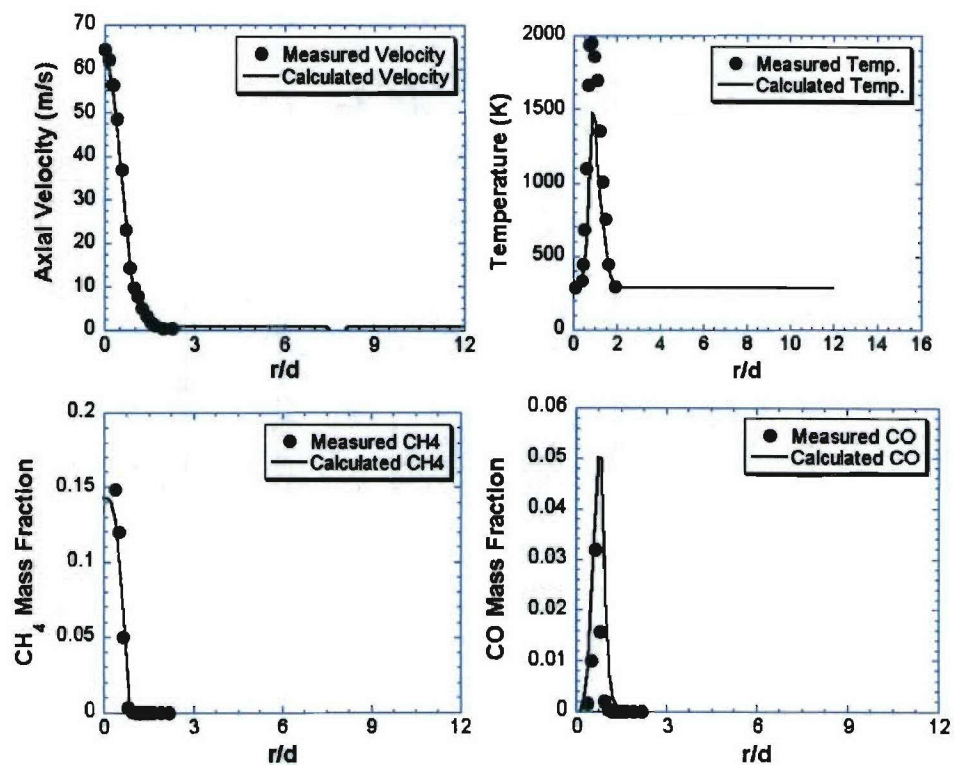 70
60
50
40
30
20
10
0
Axial Velocity (m/s)
Measured Velocity
Calculated Velocity
0 3 6 9 12
r/d
2000
1500
1000
500
0
Temperature (K)
Measured Temp.
Calculated Temp.
0 2 4 6 8 10 12 14 16
r/d
0.2
0.15
0.1
0.05
0
CH4 Mass Fraction
Measured CH4
Calculated CH4
0 3 6 9 12
r/d
0.06
0.05
0.04
0.03
0.02
0.01
0
CO Mass Fraction
Measured CO
Calculated CO
0 3 6 9 12
r/d